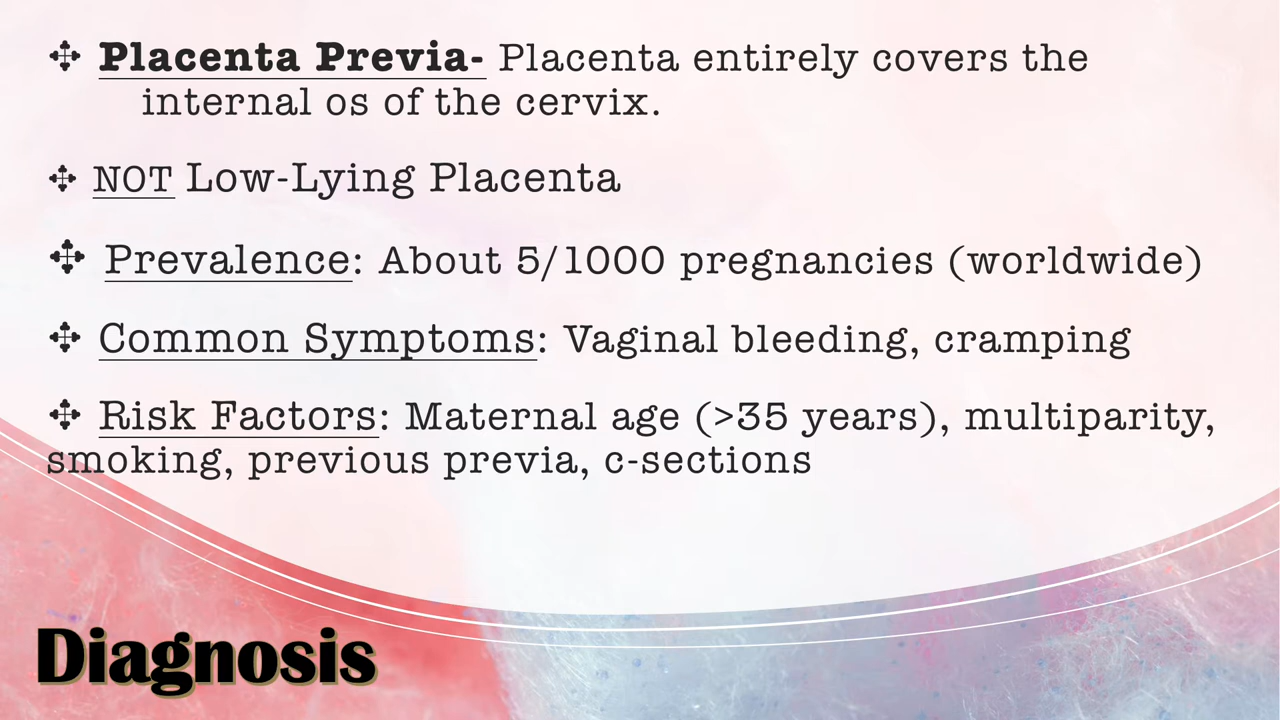 ✣ Placenta Previa- Placenta entirely covers the
internal os of the cervix.
✣ NOT Low-Lying Placenta
✣ Prevalence: About 5/1000 pregnancies (worldwide)
✣ Common Symptoms: Vaginal bleeding, cramping
✣ Risk Factors: Maternal age (>35 years), multiparity,
smoking, previous previa, c-sections
Diagnosis